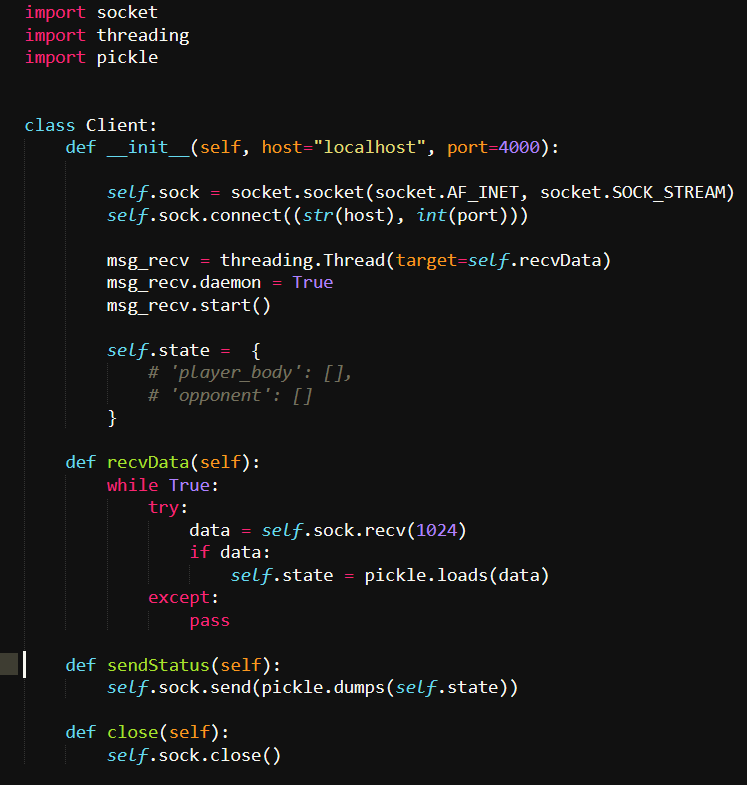 import socket
import threading
import pickle
class Client:
    def __init__(self, host="localhost", port=4000):
        self.sock = socket.socket(socket.AF_INET, socket.SOCK_STREAM)
        self.sock.connect((str(host), int(port)))
        msg_recv = threading.Thread(target=self.recvData)
        msg_recv.daemon = True
        msg_recv.start()
        self.state =  {
            # 'player_body': [],
            # 'opponent': []
        }
    def recvData(self):
        while True:
            try:
                data = self.sock.recv(1024)
                if data:
                    self.state = pickle.loads(data)
            except:
                pass
    def sendStatus(self):
        self.sock.send(pickle.dumps(self.state))
    def close(self):
        self.sock.close()